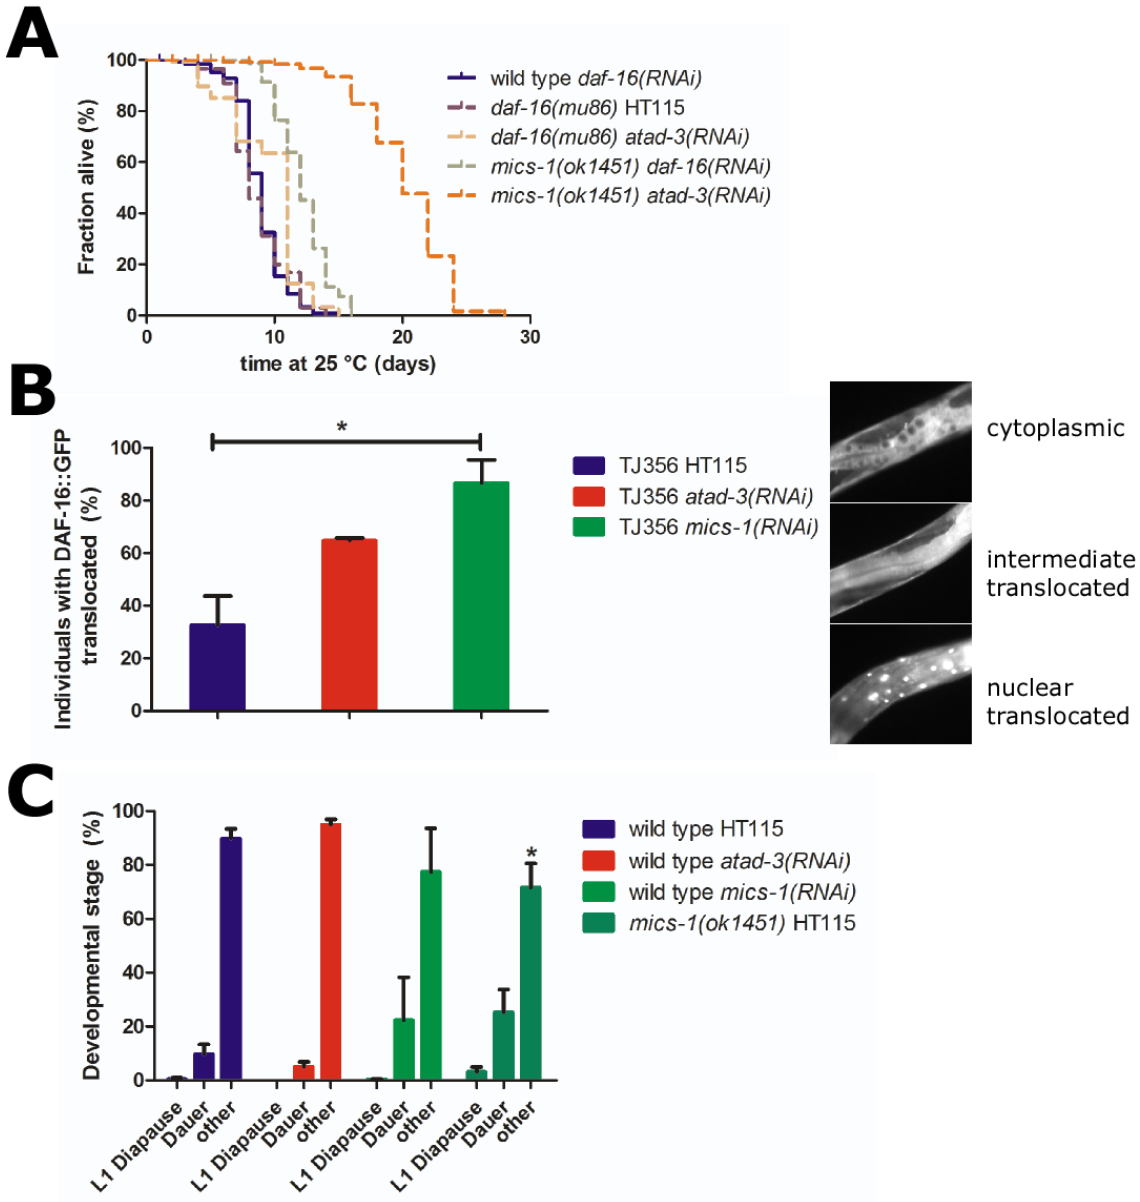 A
Fraction alive (%)
100
80
60
40
20
0
0 10 20 30
time at 25 °C (days)
wild type daf-16(RNAi)
daf-16(mu86) HT115
daf-16(mu86) atad-3(RNAi)
mics-1(ok1451) daf-16(RNAi)
mics-1(ok1451) atad-3(RNAi)
B
Individuals with DAF-16::GFP
translocated (%)
100
80
60
40
20
0
*
TJ356 HT115
TJ356 atad-3(RNAi)
TJ356 mics-1(RNAi)
cytoplasmic
intermediate
translocated
nuclear
translocated
C
Developmental stage (%)
100
80
60
40
20
0
*
L1 Diapause
Dauer
other
L1 Diapause
Dauer
other
L1 Diapause
Dauer
other
L1 Diapause
Dauer
other
wild type HT115
wild type atad-3(RNAi)
wild type mics-1(RNAi)
mics-1(ok1451) HT115